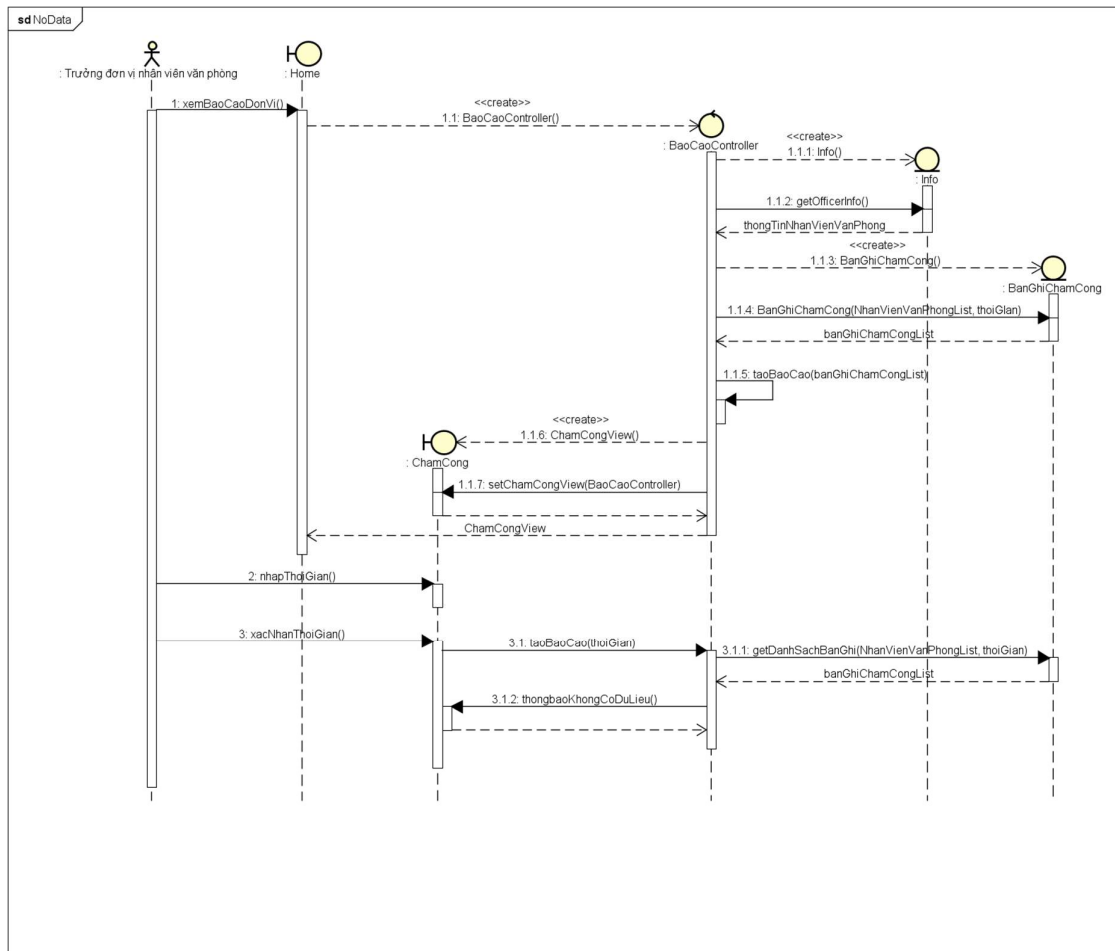 sd NoData
: Trưởng đơn vị nhân viên văn phòng
: Home
1: xemBaoCaoDonVi()
<<create>>
1.1: BaoCaoController()
: BaoCaoController
<<create>>
1.1.1: Info()
: Info
1.1.2: getOfficerInfo()
thongTinNhanVienVanPhong
<<create>>
1.1.3: BanGhiChamCong()
: BanGhiChamCong
1.1.4: BanGhiChamCong(NhanVienVanPhongList, thoiGIan)
banGhiChamCongList
1.1.5: taoBaoCao(banGhiChamCongList)
<<create>>
1.1.6: ChamCongView()
: ChamCong
1.1.7: setChamCongView(BaoCaoController)
ChamCongView
2: nhapThoiGian()
3: xacNhanThoiGian()
3.1: taoBaoCao(thoiGian)
3.1.1: getDanhSachBanGhi(NhanVienVanPhongList, thoiGian)
banGhiChamCongList
3.1.2: thongbaoKhongCoDuLieu()